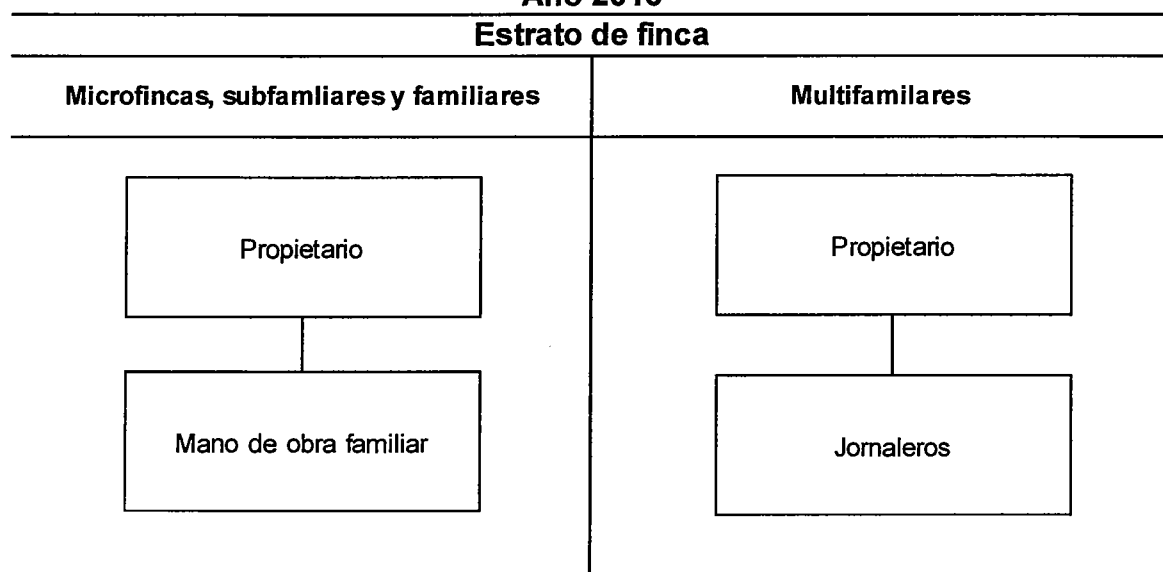 Estrato de finca
Microfincas, subfamliares y familiares
Multifamilares
Propietario
Propietario
Mano de obra familiar
Jornaleros